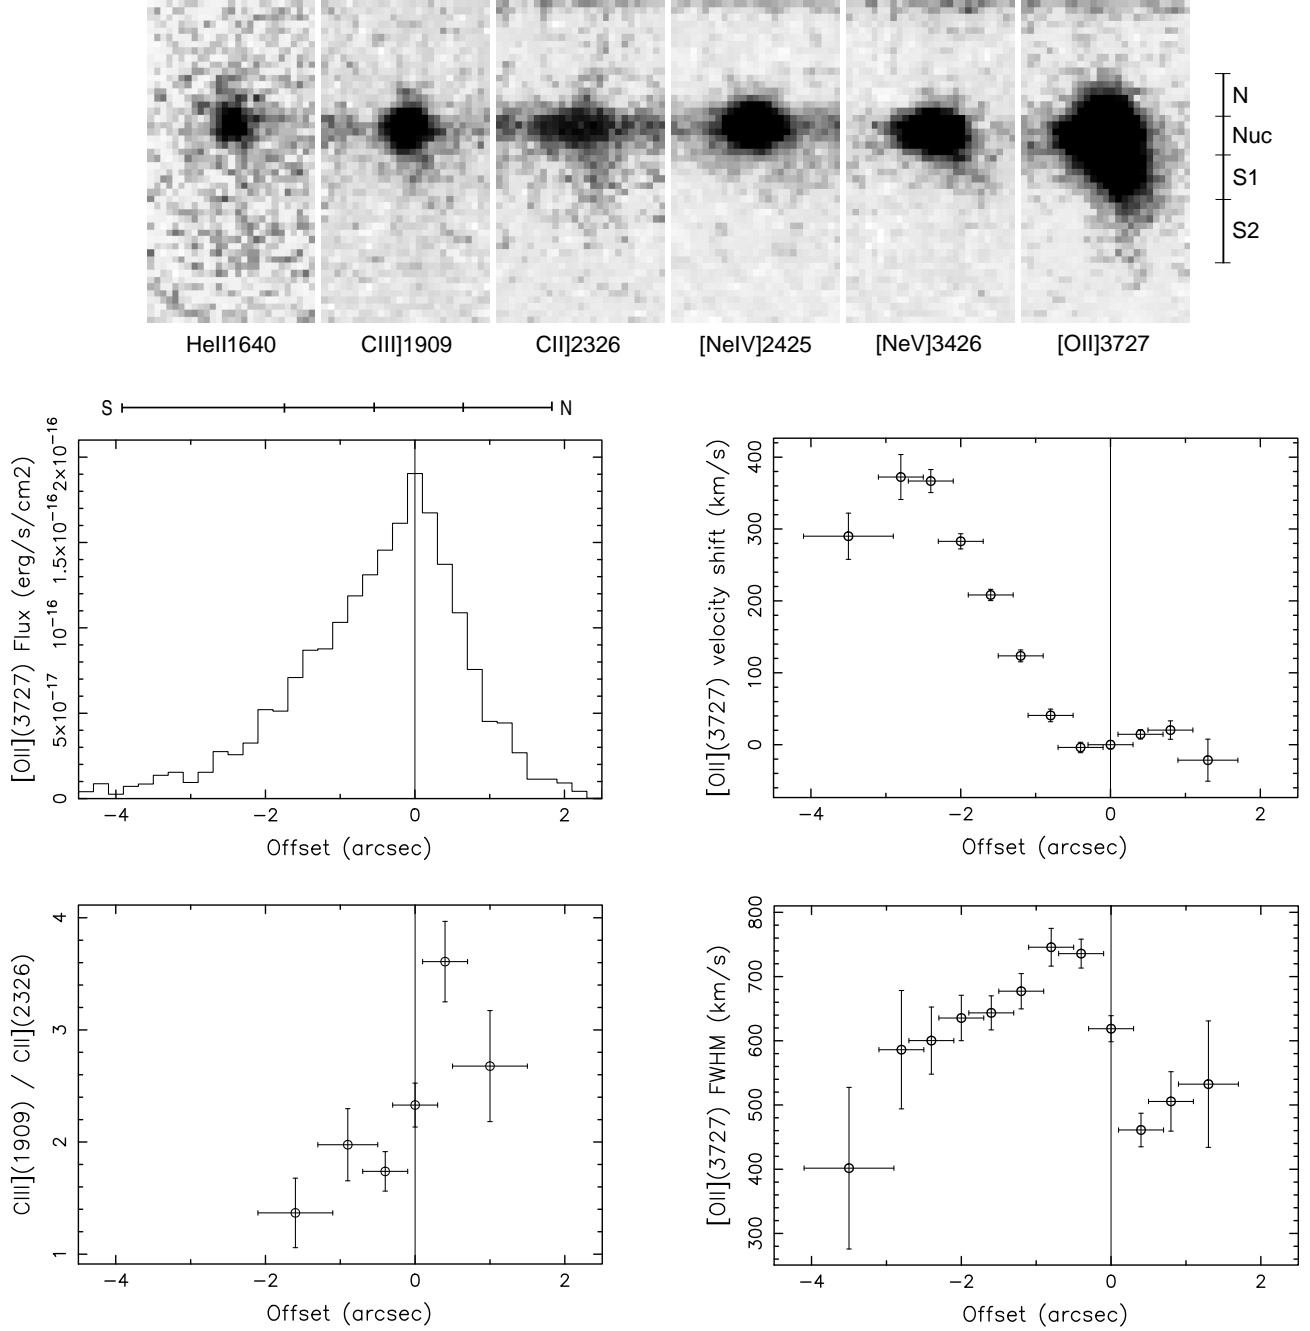 N
Nuc
S1
S2
HeII1640
CIII]1909
CII]2326
[NeIV]2425
[NeV]3426
[OII]3727
S
N
[OII](3727) Flux (erg/s/cm2)
0
5×10−17
10−16
1.5×10−16
2×10−16
−4
−2
0
2
Offset (arcsec)
[OII](3727) velocity shift (km/s)
0
100
200
300
400
−4
−2
0
2
Offset (arcsec)
CIII](1909) / CII](2326)
1
2
3
4
−4
−2
0
2
Offset (arcsec)
[OII](3727) FWHM (km/s)
300
400
500
600
700
800
−4
−2
0
2
Offset (arcsec)